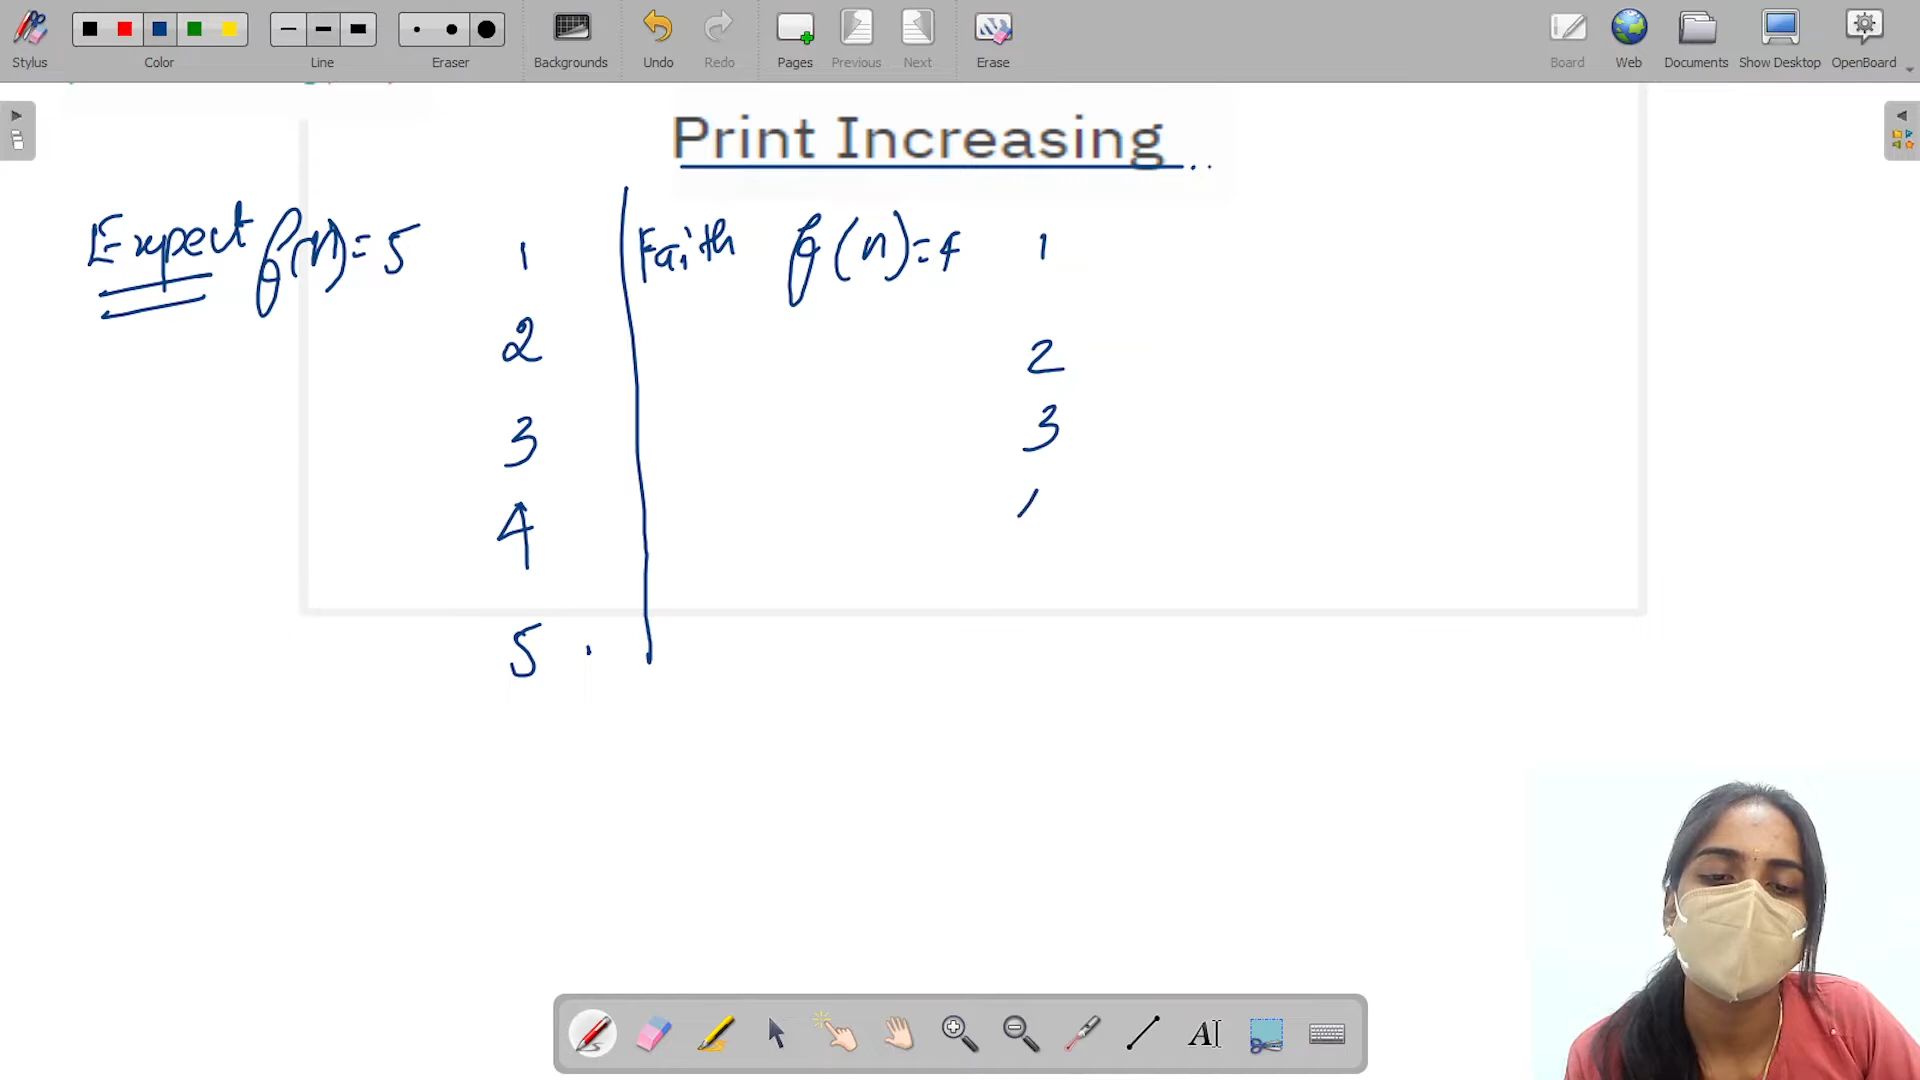 Stylus
Color
Line
Eraser
Backgrounds
Undo
Redo
Pages
Previous
Next
Erase
Board
Web
Documents
Show Desktop
OpenBoard
Print Increasing
Expect f(n)=5 1
2
3
4
5
Faith f(n)=4 1
2
3
A